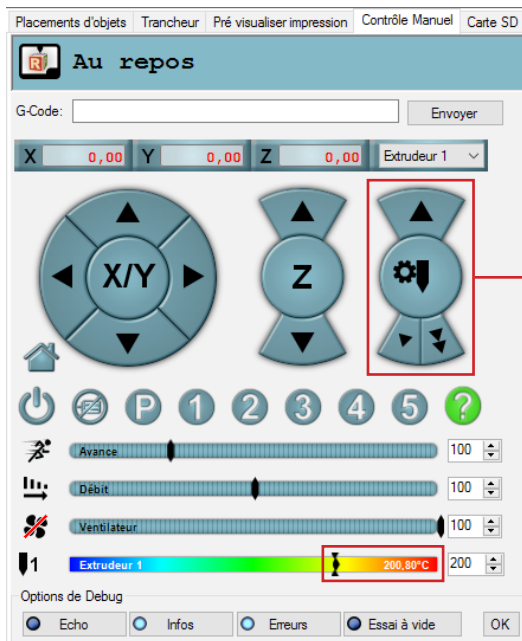 Placements d'objets Trancheur Pré visualiser impression Contrôle Manuel Carte SD
R Au repos
G-Code: Envoyer
X 0,00 Y 0,00 Z 0,00 Extrudeur 1
X/Y Z
P 1 2 3 4 5 ?
Avance 100
Débit 100
Ventilateur 100
1 Extrudeur 1 200,80°C 200
Options de Debug
Echo Infos Erreurs Essai à vide OK